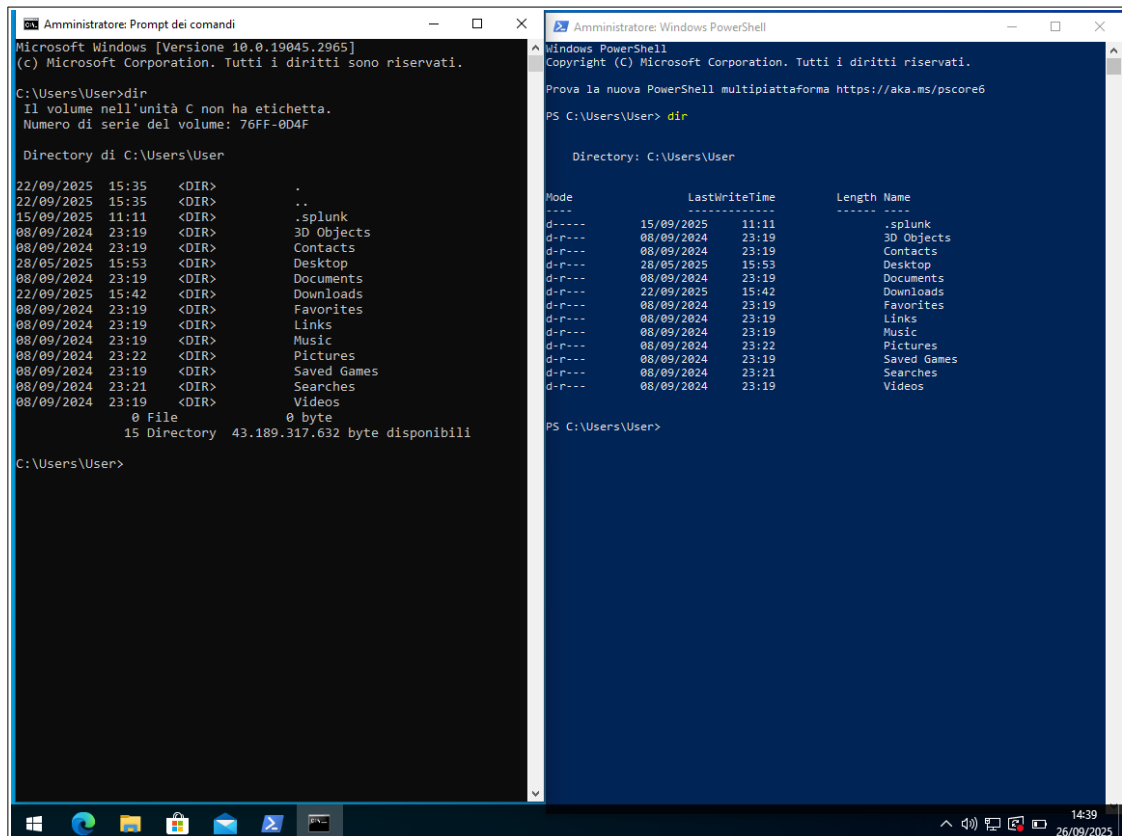 Amministratore: Prompt dei comandi
Microsoft Windows [Versione 10.0.19045.2965]
(c) Microsoft Corporation. Tutti i diritti sono riservati.
C:\Users\User>dir
Il volume nell'unità C non ha etichetta.
Numero di serie del volume: 76FF-0D4F
Directory di C:\Users\User
22/09/2025 15:35 <DIR> .
22/09/2025 15:35 <DIR> ..
15/09/2025 11:11 <DIR> .splunk
08/09/2024 23:19 <DIR> 3D Objects
08/09/2024 23:19 <DIR> Contacts
28/05/2025 15:53 <DIR> Desktop
08/09/2024 23:19 <DIR> Documents
22/09/2025 15:42 <DIR> Downloads
08/09/2024 23:19 <DIR> Favorites
08/09/2024 23:19 <DIR> Links
08/09/2024 23:19 <DIR> Music
08/09/2024 23:22 <DIR> Pictures
08/09/2024 23:19 <DIR> Saved Games
08/09/2024 23:21 <DIR> Searches
08/09/2024 23:19 <DIR> Videos
0 File 0 byte
15 Directory 43.189.317.632 byte disponibili
C:\Users\User>
Amministratore: Windows PowerShell
Windows PowerShell
Copyright (C) Microsoft Corporation. Tutti i diritti riservati.
Prova la nuova PowerShell multipiattaforma https://aka.ms/pscore6
PS C:\Users\User> dir
Directory: C:\Users\User
Mode LastWriteTime Length Name
---- ------------- ------ ----
d----- 15/09/2025 11:11 .splunk
d-r--- 08/09/2024 23:19 3D Objects
d-r--- 08/09/2024 23:19 Contacts
d-r--- 28/05/2025 15:53 Desktop
d-r--- 08/09/2024 23:19 Documents
d-r--- 22/09/2025 15:42 Downloads
d-r--- 08/09/2024 23:19 Favorites
d-r--- 08/09/2024 23:19 Links
d-r--- 08/09/2024 23:19 Music
d-r--- 08/09/2024 23:22 Pictures
d-r--- 08/09/2024 23:19 Saved Games
d-r--- 08/09/2024 23:21 Searches
d-r--- 08/09/2024 23:19 Videos
PS C:\Users\User>
14:39
26/09/2025